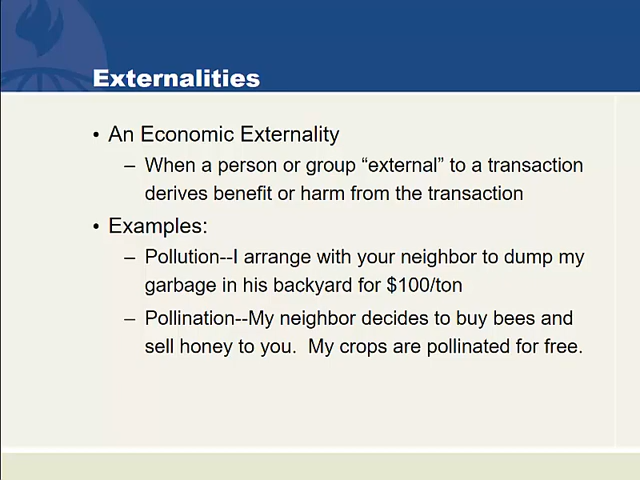 Externalities
• An Economic Externality
– When a person or group “external” to a transaction
derives benefit or harm from the transaction
• Examples:
– Pollution--I arrange with your neighbor to dump my
garbage in his backyard for $100/ton
– Pollination--My neighbor decides to buy bees and
sell honey to you.  My crops are pollinated for free.